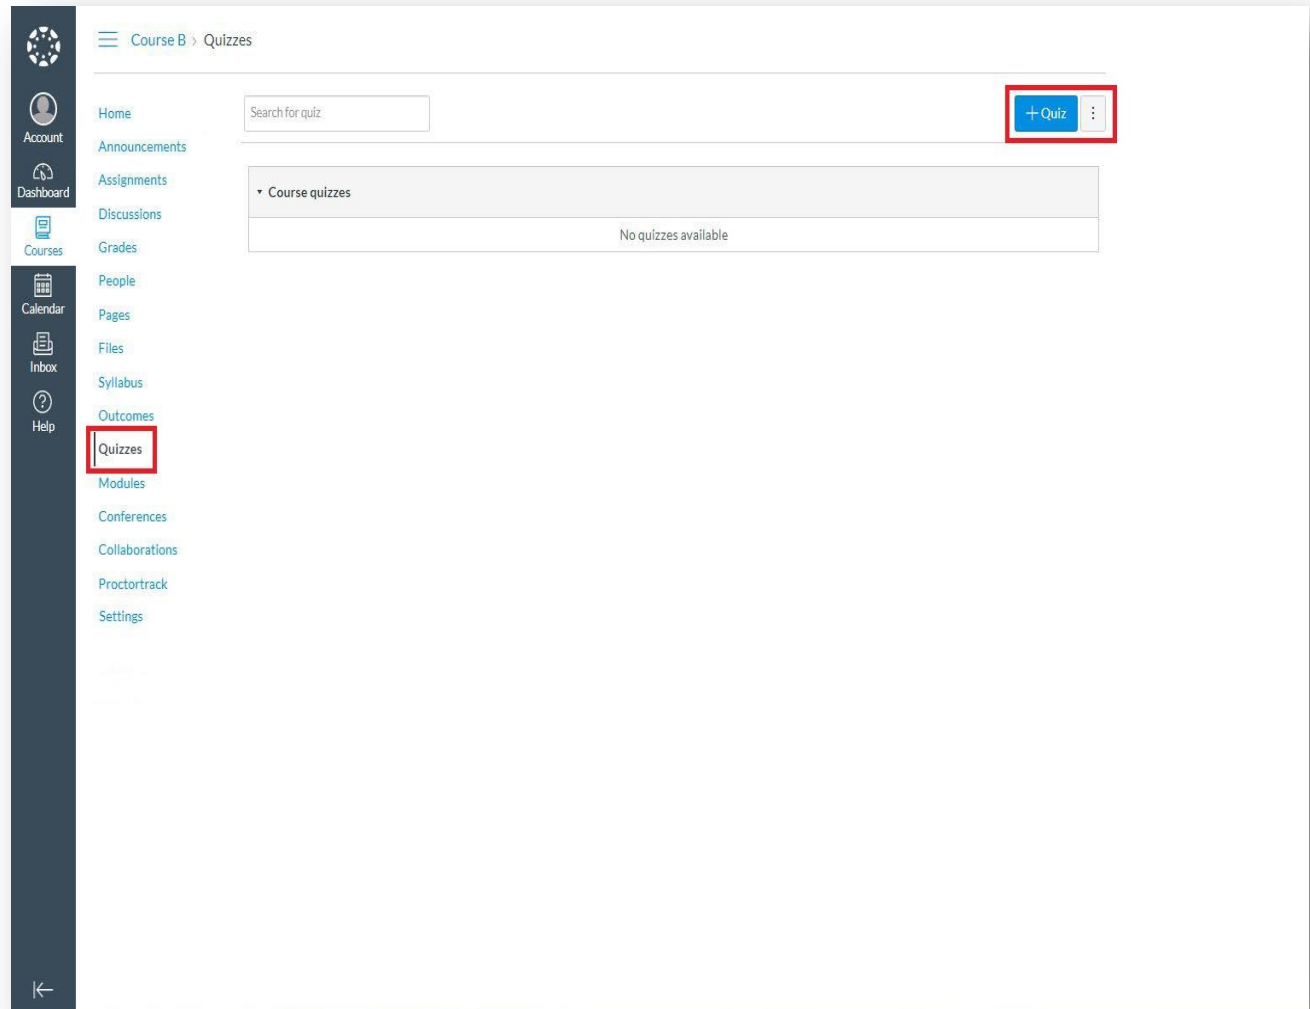 Course B > Quizzes
Account
Dashboard
Courses
Calendar
Inbox
Help
Home
Announcements
Assignments
Discussions
Grades
People
Pages
Files
Syllabus
Outcomes
Quizzes
Modules
Conferences
Collaborations
Proctortrack
Settings
Search for quiz
+ Quiz
Course quizzes
No quizzes available